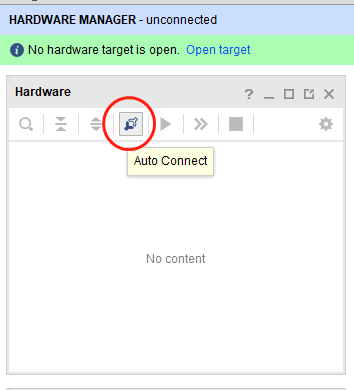 HARDWARE MANAGER - unconnected
No hardware target is open. Open target
Hardware
Auto Connect
No content